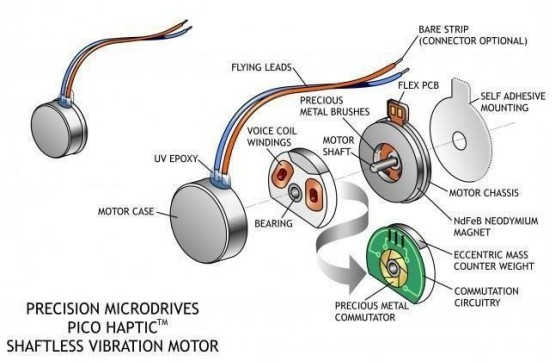 BARE STRIP
(CONNECTOR OPTIONAL)
FLYING LEADS
FLEX PCB
SELF ADHESIVE
MOUNTING
PRECIOUS
METAL BRUSHES
VOICE COIL
WINDINGS
MOTOR
SHAFT
UV EPOXY
MOTOR CHASSIS
MOTOR CASE
BEARING
NdFeB NEODYMIUM
MAGNET
ECCENTRIC MASS
COUNTER WEIGHT
COMMUTATION
CIRCUITRY
PRECIOUS METAL
COMMUTATOR
PRECISION MICRODRIVES
PICO HAPTIC™
SHAFTLESS VIBRATION MOTOR